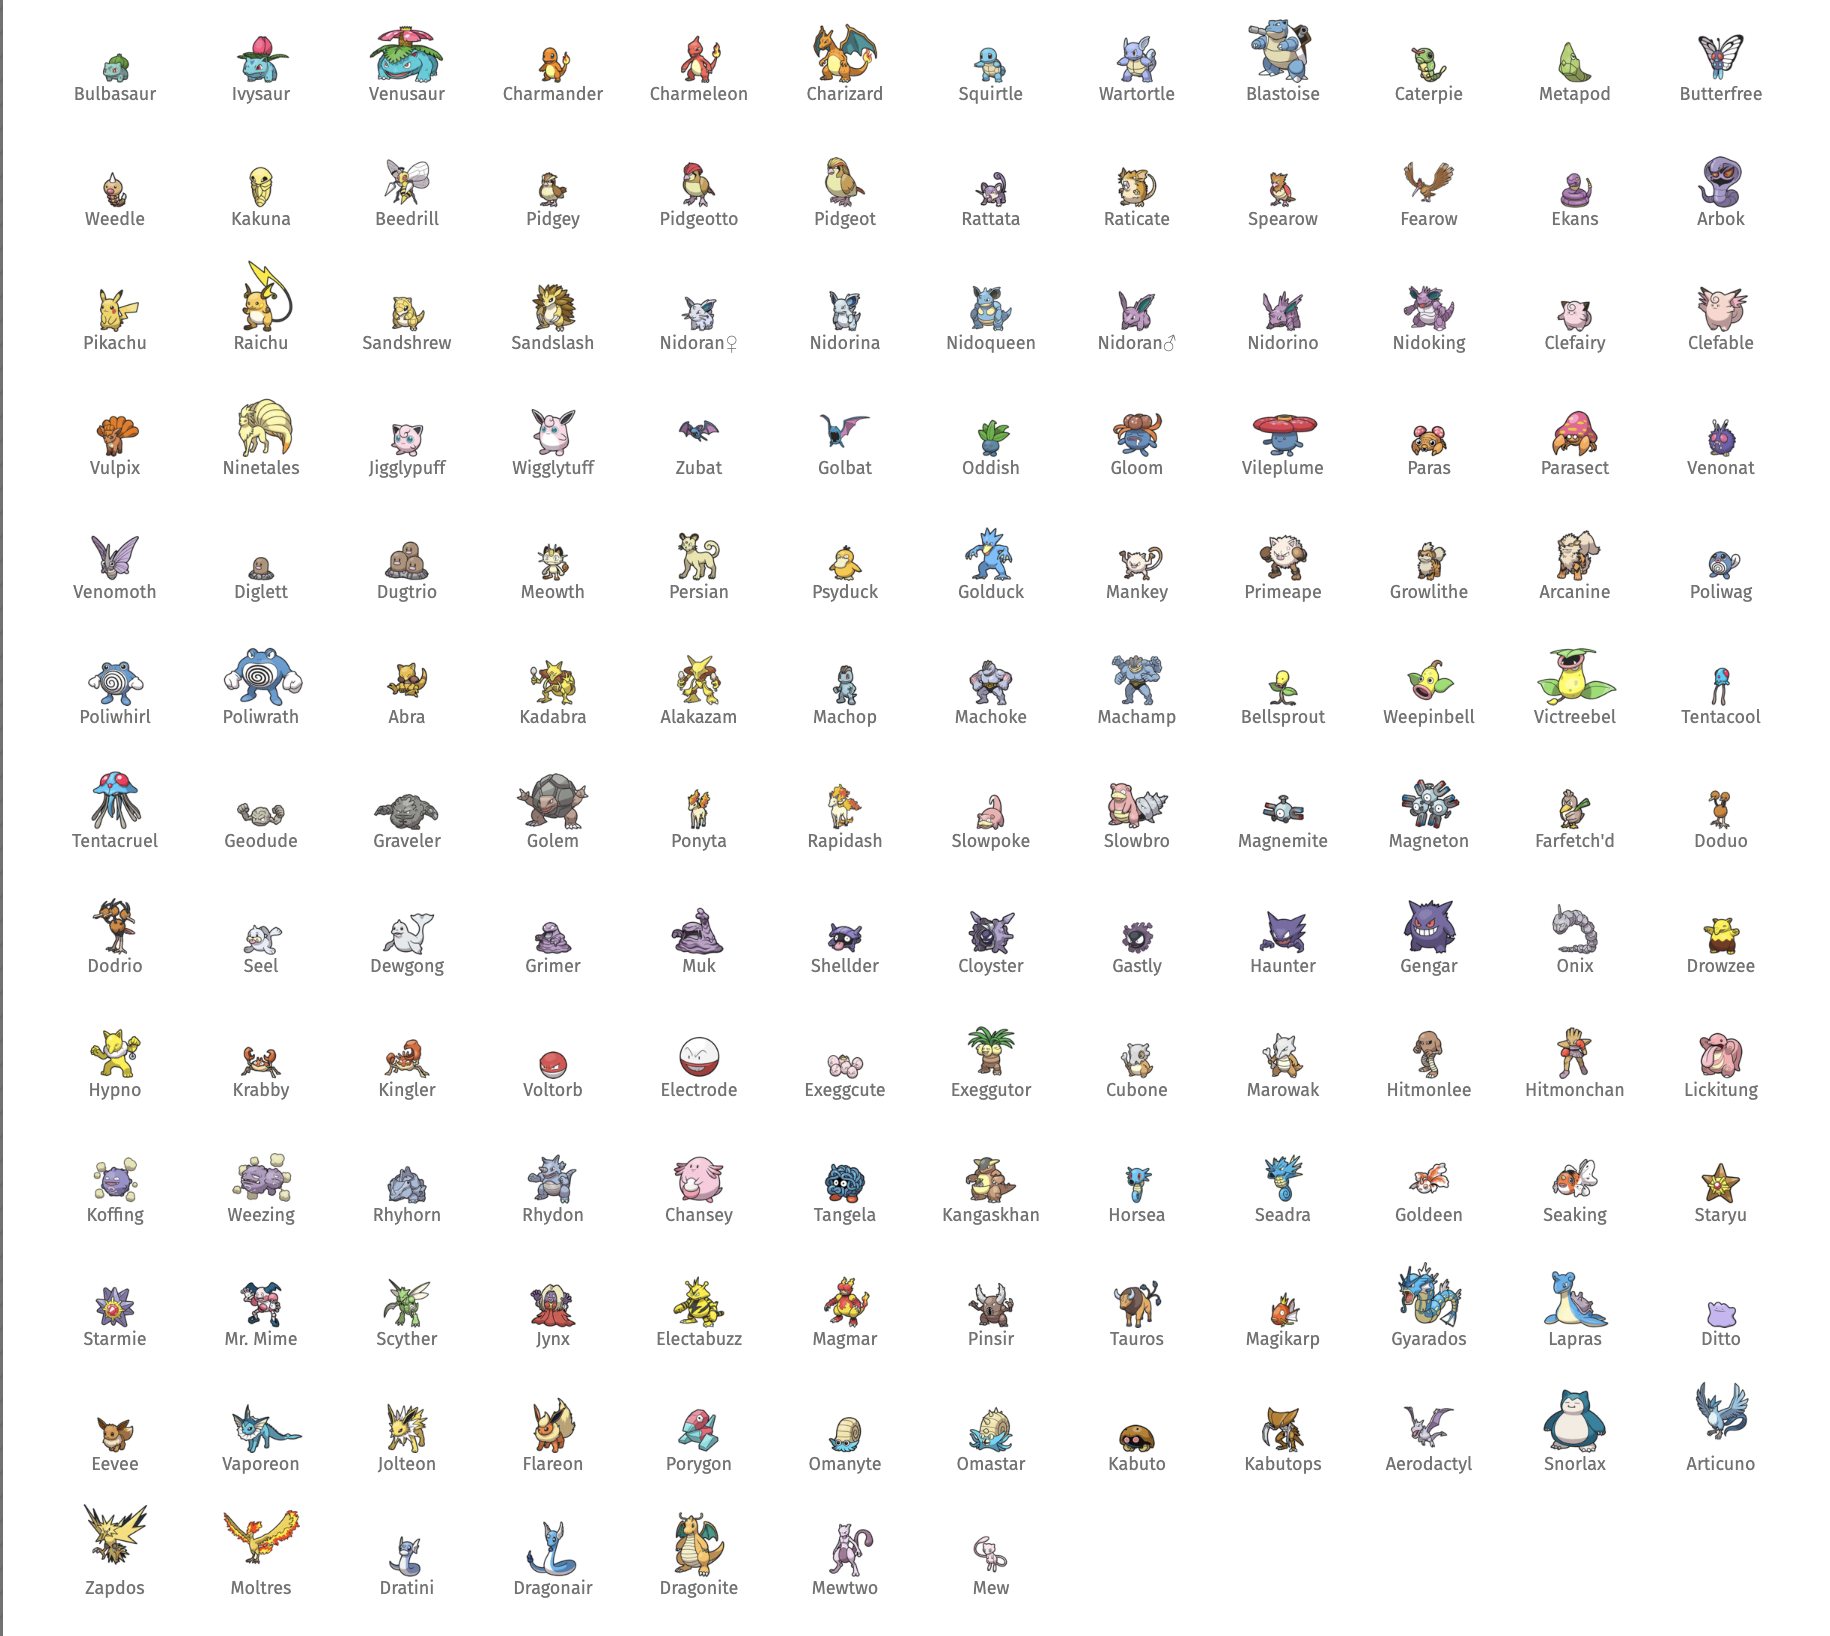 Bulbasaur Ivysaur Venusaur Charmander Charmeleon Charizard Squirtle Wartortle Blastoise Caterpie Metapod Butterfree
Weedle Kakuna Beedrill Pidgey Pidgeotto Pidgeot Rattata Raticate Spearow Fearow Ekans Arbok
Pikachu Raichu Sandshrew Sandslash Nidoran♀ Nidorina Nidoqueen Nidoran♂ Nidorino Nidoking Clefairy Clefable
Vulpix Ninetales Jigglypuff Wigglytuff Zubat Golbat Oddish Gloom Vileplume Paras Parasect Venonat
Venomoth Diglett Dugtrio Meowth Persian Psyduck Golduck Mankey Primeape Growlithe Arcanine Poliwag
Poliwhirl Poliwrath Abra Kadabra Alakazam Machop Machoke Machamp Bellsprout Weepinbell Victreebel Tentacool
Tentacruel Geodude Graveler Golem Ponyta Rapidash Slowpoke Slowbro Magnemite Magneton Farfetch'd Doduo
Dodrio Seel Dewgong Grimer Muk Shellder Cloyster Gastly Haunter Gengar Onix Drowzee
Hypno Krabby Kingler Voltorb Electrode Exeggcute Exeggutor Cubone Marowak Hitmonlee Hitmonchan Lickitung
Koffing Weezing Rhyhorn Rhydon Chansey Tangela Kangaskhan Horsea Seadra Goldeen Seaking Staryu
Starmie Mr. Mime Scyther Jynx Electabuzz Magmar Pinsir Tauros Magikarp Gyarados Lapras Ditto
Eevee Vaporeon Jolteon Flareon Porygon Omanyte Omastar Kabuto Kabutops Aerodactyl Snorlax Articuno
Zapdos Moltres Dratini Dragonair Dragonite Mewtwo Mew